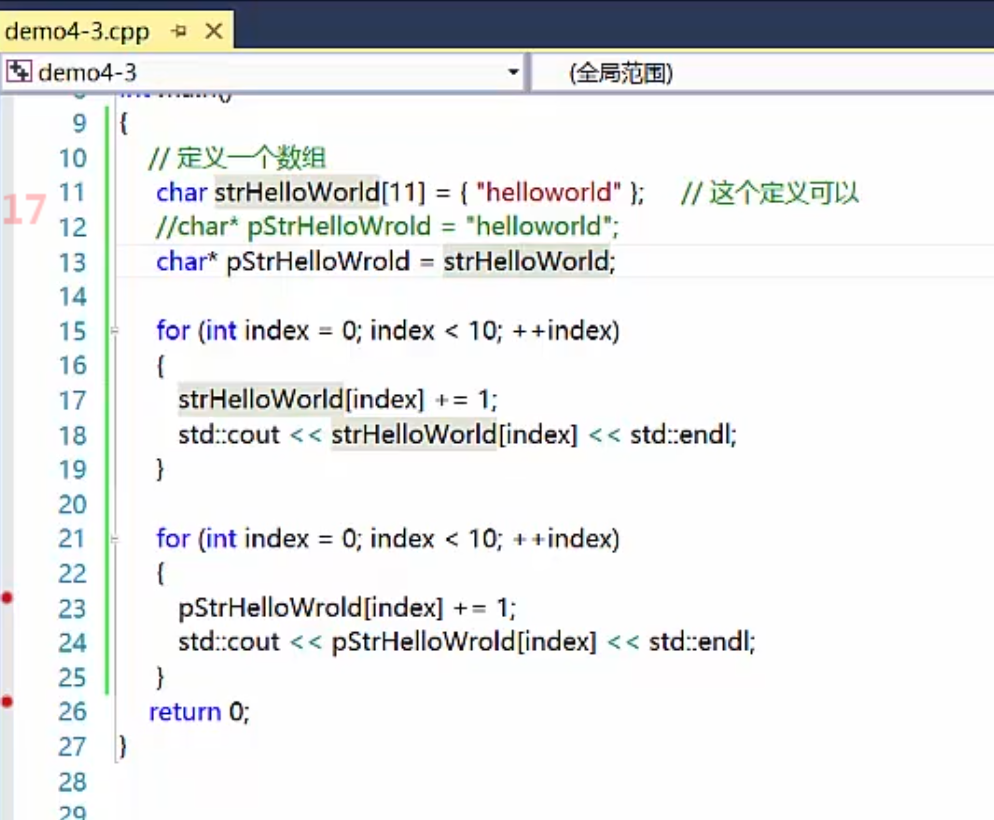 demo4-3.cpp
demo4-3 (全局范围)
9 {
10 // 定义一个数组
11 char strHelloWorld[11] = { "helloworld" }; // 这个定义可以
17
12 //char* pStrHelloWrold = "helloworld";
13 char* pStrHelloWrold = strHelloWorld;
14
15 for (int index = 0; index < 10; ++index)
16 {
17 strHelloWorld[index] += 1;
18 std::cout << strHelloWorld[index] << std::endl;
19 }
20
21 for (int index = 0; index < 10; ++index)
22 {
23 pStrHelloWrold[index] += 1;
24 std::cout << pStrHelloWrold[index] << std::endl;
25 }
26 return 0;
27 }
28
29